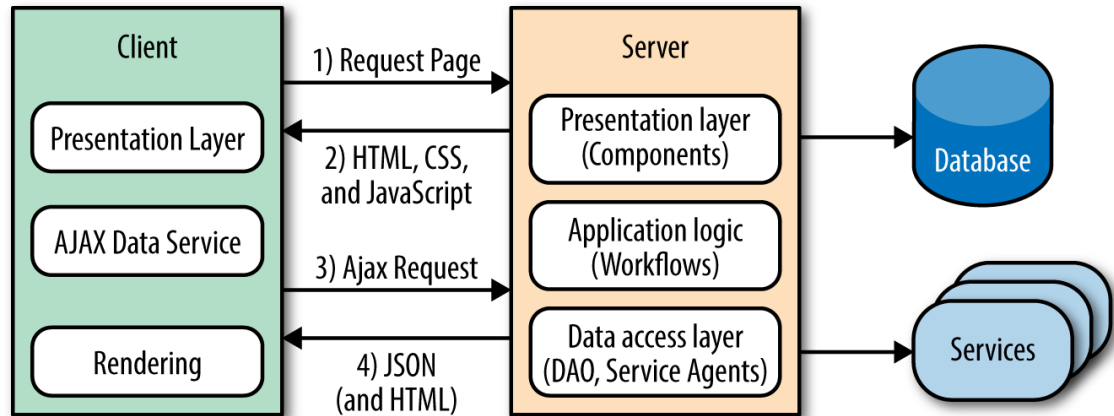 Client
Presentation Layer
AJAX Data Service
Rendering
1) Request Page
2) HTML, CSS,
and JavaScript
3) Ajax Request
4) JSON
(and HTML)
Server
Presentation layer
(Components)
Application logic
(Workflows)
Data access layer
(DAO, Service Agents)
Database
Services